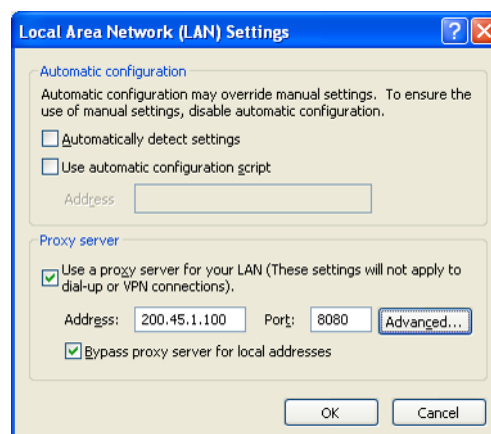 Local Area Network (LAN) Settings
Automatic configuration
Automatic configuration may override manual settings. To ensure the
use of manual settings, disable automatic configuration.
Automatically detect settings
Use automatic configuration script
Address
Proxy server
Use a proxy server for your LAN (These settings will not apply to
dial-up or VPN connections).
Address: 200.45.1.100 Port: 8080 Advanced...
Bypass proxy server for local addresses
OK Cancel